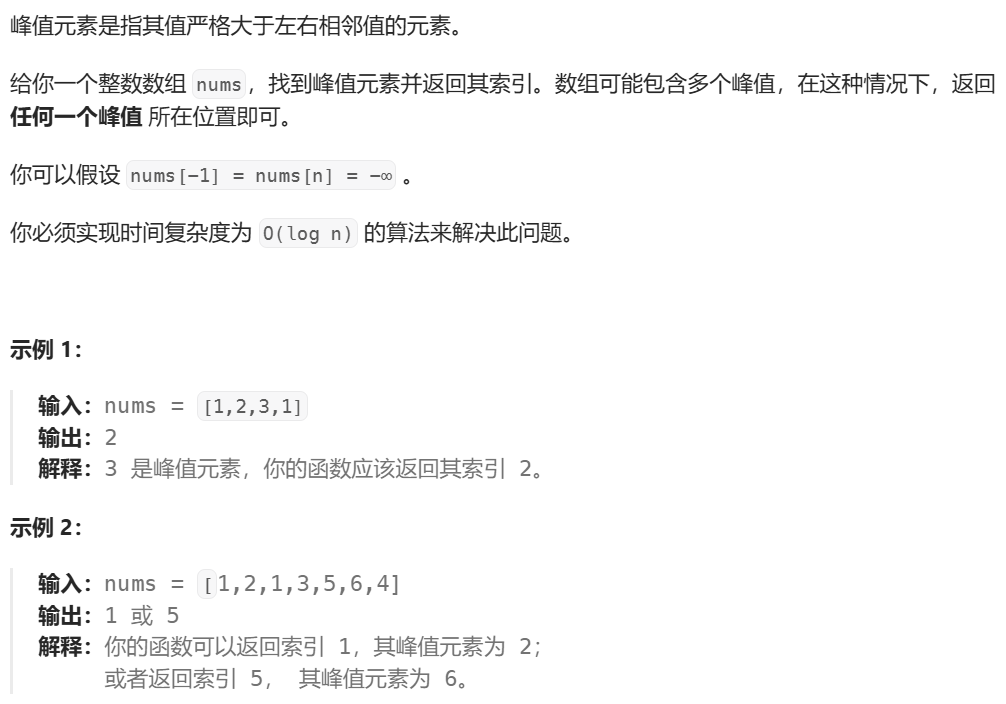 峰值元素是指其值严格大于左右相邻值的元素。
给你一个整数数组 nums，找到峰值元素并返回其索引。数组可能包含多个峰值，在这种情况下，返回
任何一个峰值 所在位置即可。
你可以假设 nums[-1] = nums[n] = -∞ 。
你必须实现时间复杂度为 O(log n) 的算法来解决此问题。
示例 1：
输入：nums = [1,2,3,1]
输出：2
解释：3 是峰值元素，你的函数应该返回其索引 2。
示例 2：
输入：nums = [1,2,1,3,5,6,4]
输出：1 或 5
解释：你的函数可以返回索引 1，其峰值元素为 2；
或者返回索引 5， 其峰值元素为 6。